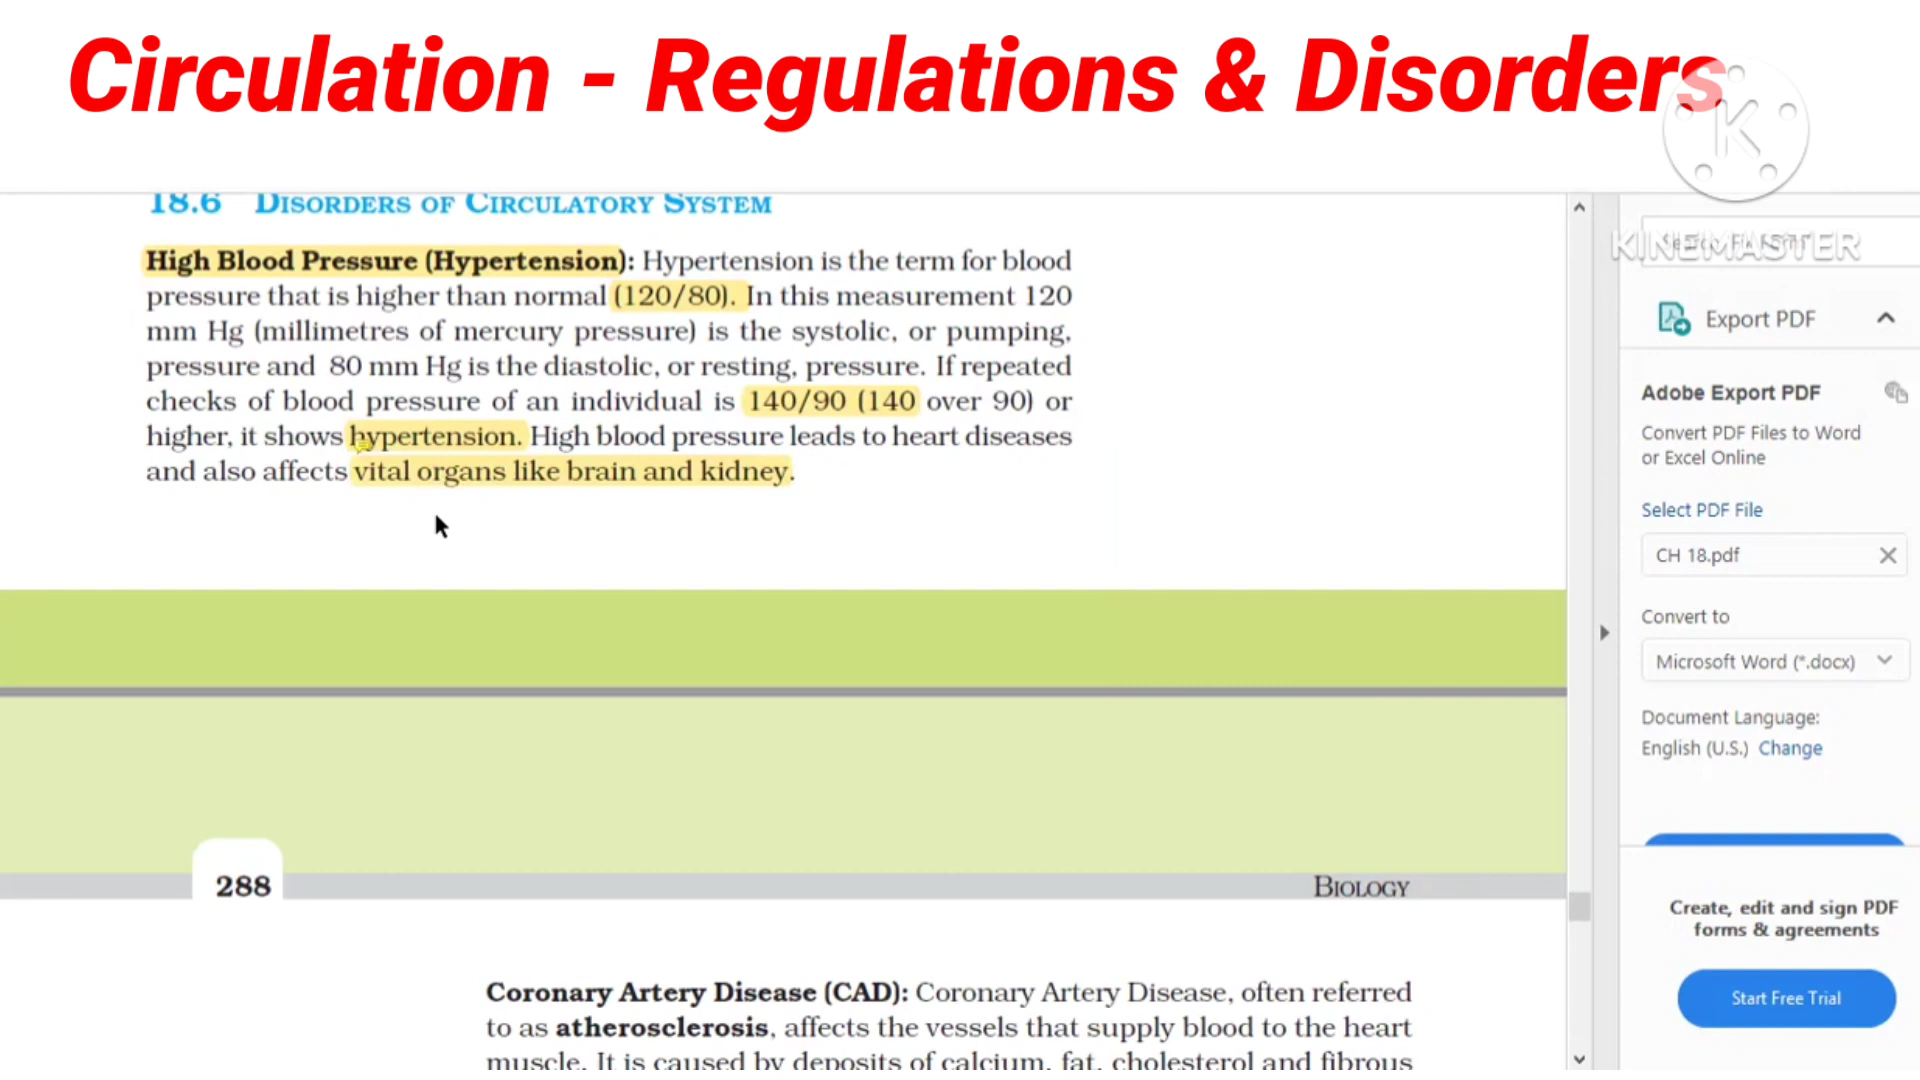 Circulation - Regulations & Disorders
K
KINEMASTER
18.6 DISORDERS OF CIRCULATORY SYSTEM
High Blood Pressure (Hypertension): Hypertension is the term for blood
pressure that is higher than normal (120/80). In this measurement 120
mm Hg (millimetres of mercury pressure) is the systolic, or pumping,
pressure and 80 mm Hg is the diastolic, or resting, pressure. If repeated
checks of blood pressure of an individual is 140/90 (140 over 90) or
higher, it shows hypertension. High blood pressure leads to heart diseases
and also affects vital organs like brain and kidney.
288
BIOLOGY
Coronary Artery Disease (CAD): Coronary Artery Disease, often referred
to as atherosclerosis, affects the vessels that supply blood to the heart
muscle. It is caused by deposits of calcium, fat, cholesterol and fibrous
Export PDF
Adobe Export PDF
Convert PDF Files to Word
or Excel Online
Select PDF File
CH 18.pdf
Convert to
Microsoft Word (*.docx)
Document Language:
English (U.S.) Change
Create, edit and sign PDF
forms & agreements
Start Free Trial